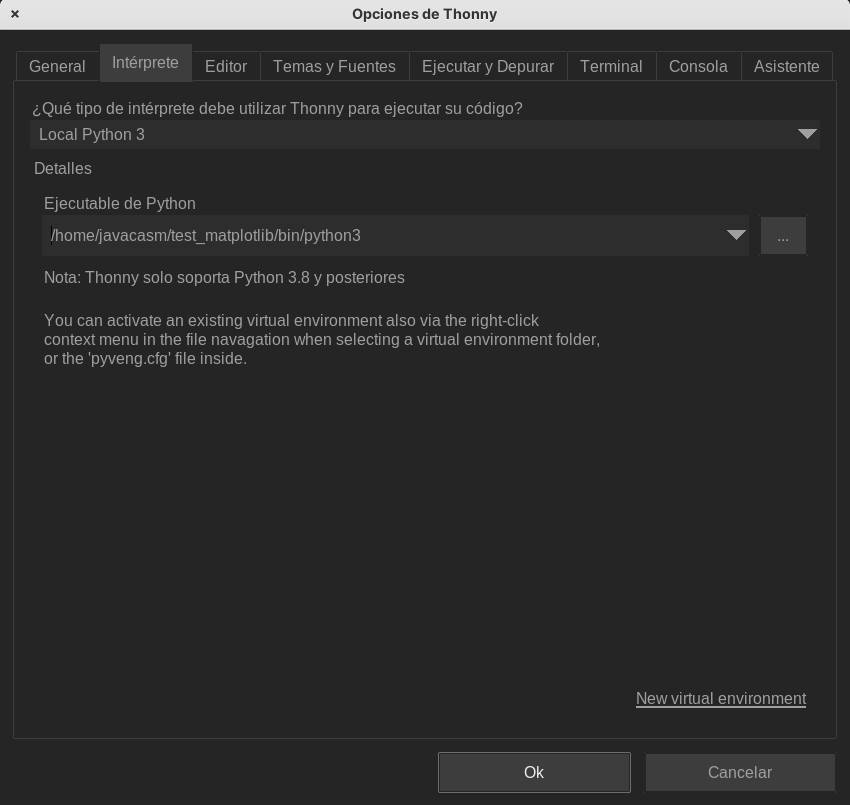 Opciones de Thonny
General Intérprete Editor Temas y Fuentes Ejecutar y Depurar Terminal Consola Asistente
¿Qué tipo de intérprete debe utilizar Thonny para ejecutar su código?
Local Python 3
Detalles
Ejecutable de Python
/home/javacasm/test_matplotlib/bin/python3
...
Nota: Thonny solo soporta Python 3.8 y posteriores
You can activate an existing virtual environment also via the right-click
context menu in the file navagation when selecting a virtual environment folder,
or the 'pyveng.cfg' file inside.
New virtual environment
Ok Cancelar